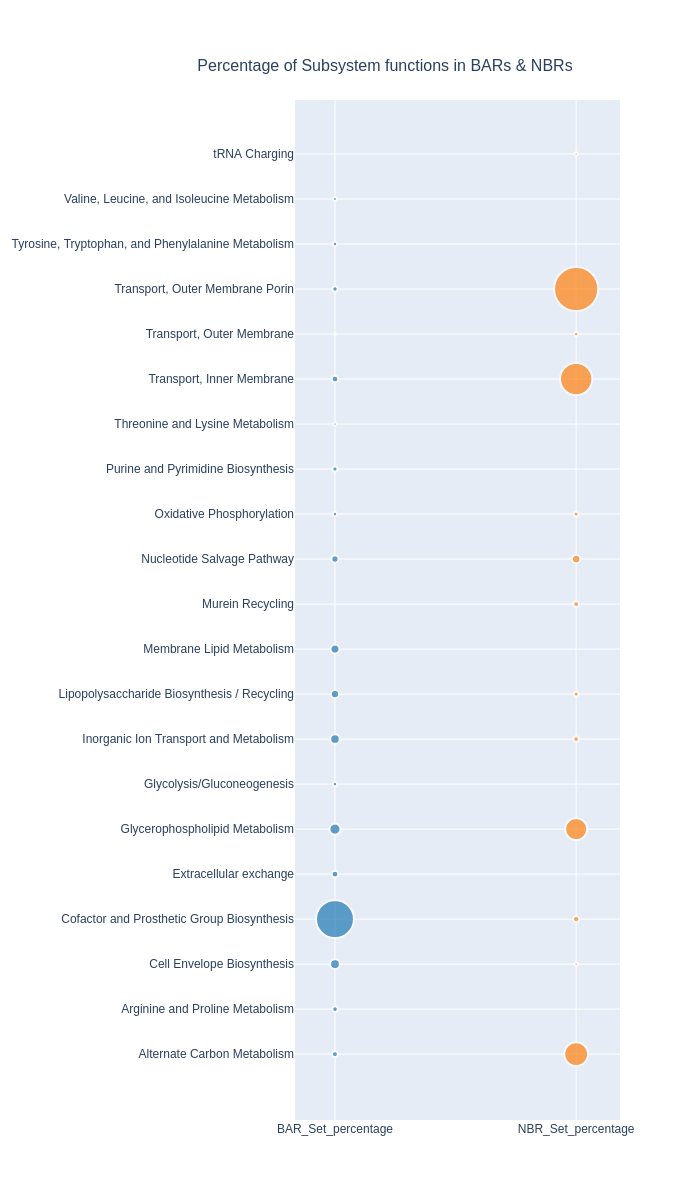 Percentage of Subsystem functions in BARs & NBRs
tRNA Charging
Valine, Leucine, and Isoleucine Metabolism
Tyrosine, Tryptophan, and Phenylalanine Metabolism
Transport, Outer Membrane Porin
Transport, Outer Membrane
Transport, Inner Membrane
Threonine and Lysine Metabolism
Purine and Pyrimidine Biosynthesis
Oxidative Phosphorylation
Nucleotide Salvage Pathway
Murein Recycling
Membrane Lipid Metabolism
Lipopolysaccharide Biosynthesis / Recycling
Inorganic Ion Transport and Metabolism
Glycolysis/Gluconeogenesis
Glycerophospholipid Metabolism
Extracellular exchange
Cofactor and Prosthetic Group Biosynthesis
Cell Envelope Biosynthesis
Arginine and Proline Metabolism
Alternate Carbon Metabolism
BAR_Set_percentage
NBR_Set_percentage